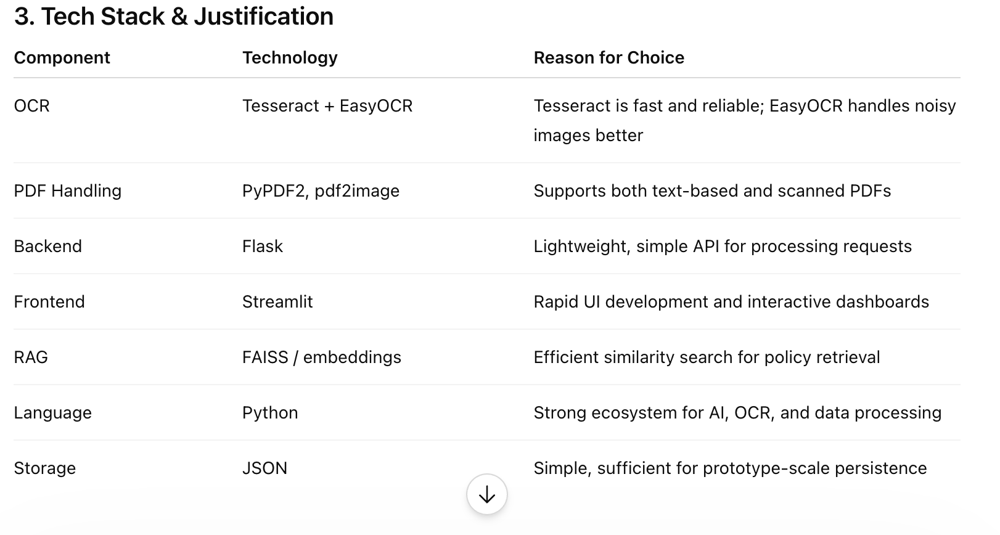 3. Tech Stack & Justification
Component Technology Reason for Choice
OCR Tesseract + EasyOCR Tesseract is fast and reliable; EasyOCR handles noisy
images better
PDF Handling PyPDF2, pdf2image Supports both text-based and scanned PDFs
Backend Flask Lightweight, simple API for processing requests
Frontend Streamlit Rapid UI development and interactive dashboards
RAG FAISS / embeddings Efficient similarity search for policy retrieval
Language Python Strong ecosystem for AI, OCR, and data processing
Storage JSON Simple, sufficient for prototype-scale persistence